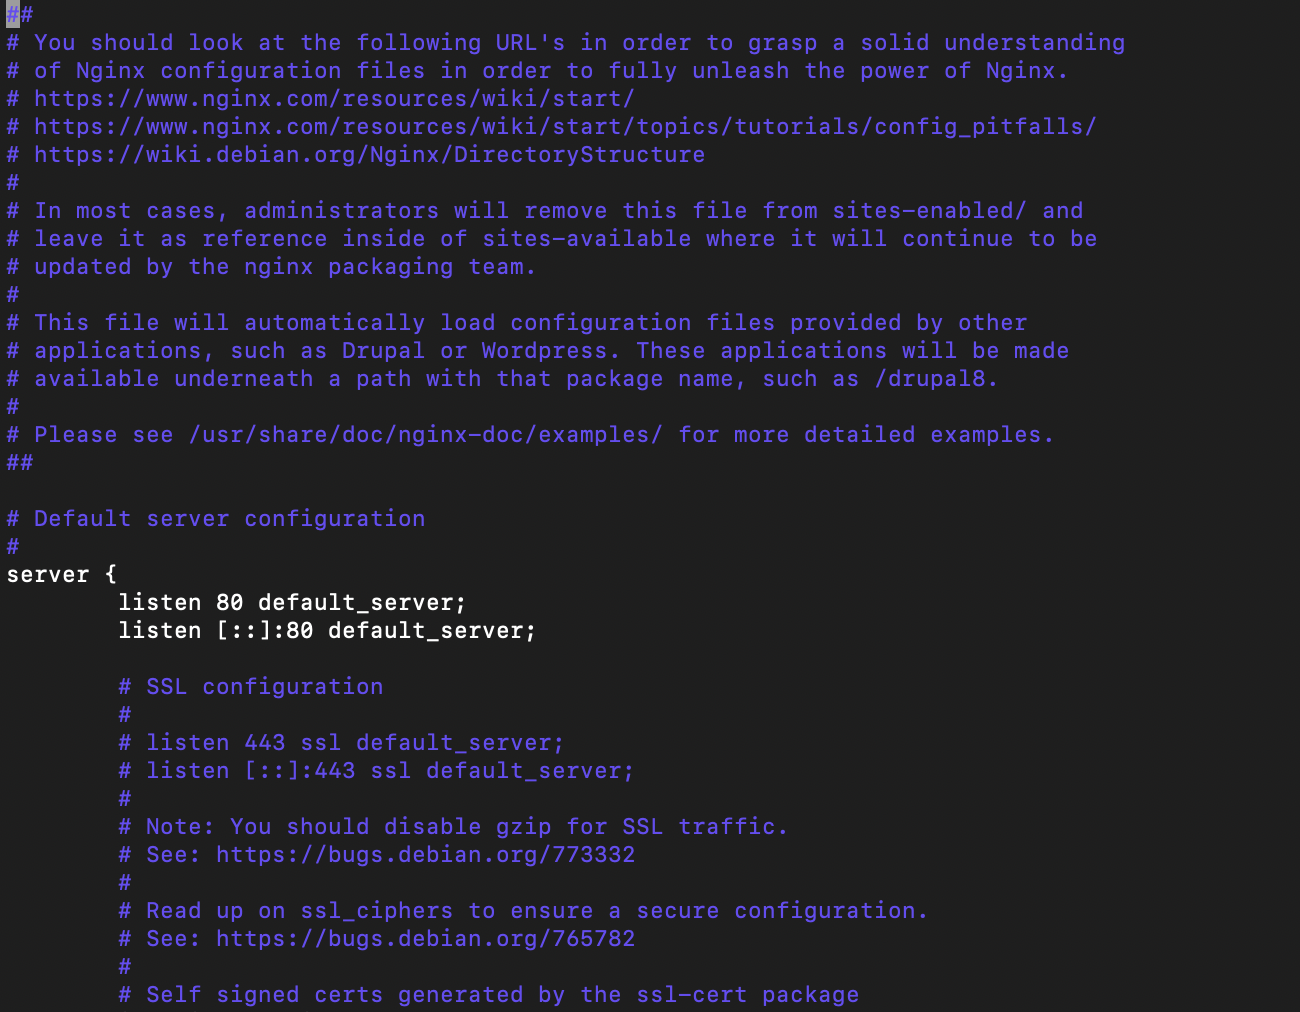 ##
# You should look at the following URL's in order to grasp a solid understanding
# of Nginx configuration files in order to fully unleash the power of Nginx.
# https://www.nginx.com/resources/wiki/start/
# https://www.nginx.com/resources/wiki/start/topics/tutorials/config_pitfalls/
# https://wiki.debian.org/Nginx/DirectoryStructure
#
# In most cases, administrators will remove this file from sites-enabled/ and
# leave it as reference inside of sites-available where it will continue to be
# updated by the nginx packaging team.
#
# This file will automatically load configuration files provided by other
# applications, such as Drupal or Wordpress. These applications will be made
# available underneath a path with that package name, such as /drupal8.
#
# Please see /usr/share/doc/nginx-doc/examples/ for more detailed examples.
##

# Default server configuration
#
server {
        listen 80 default_server;
        listen [::]:80 default_server;

        # SSL configuration
        #
        # listen 443 ssl default_server;
        # listen [::]:443 ssl default_server;
        #
        # Note: You should disable gzip for SSL traffic.
        # See: https://bugs.debian.org/773332
        #
        # Read up on ssl_ciphers to ensure a secure configuration.
        # See: https://bugs.debian.org/765782
        #
        # Self signed certs generated by the ssl-cert package